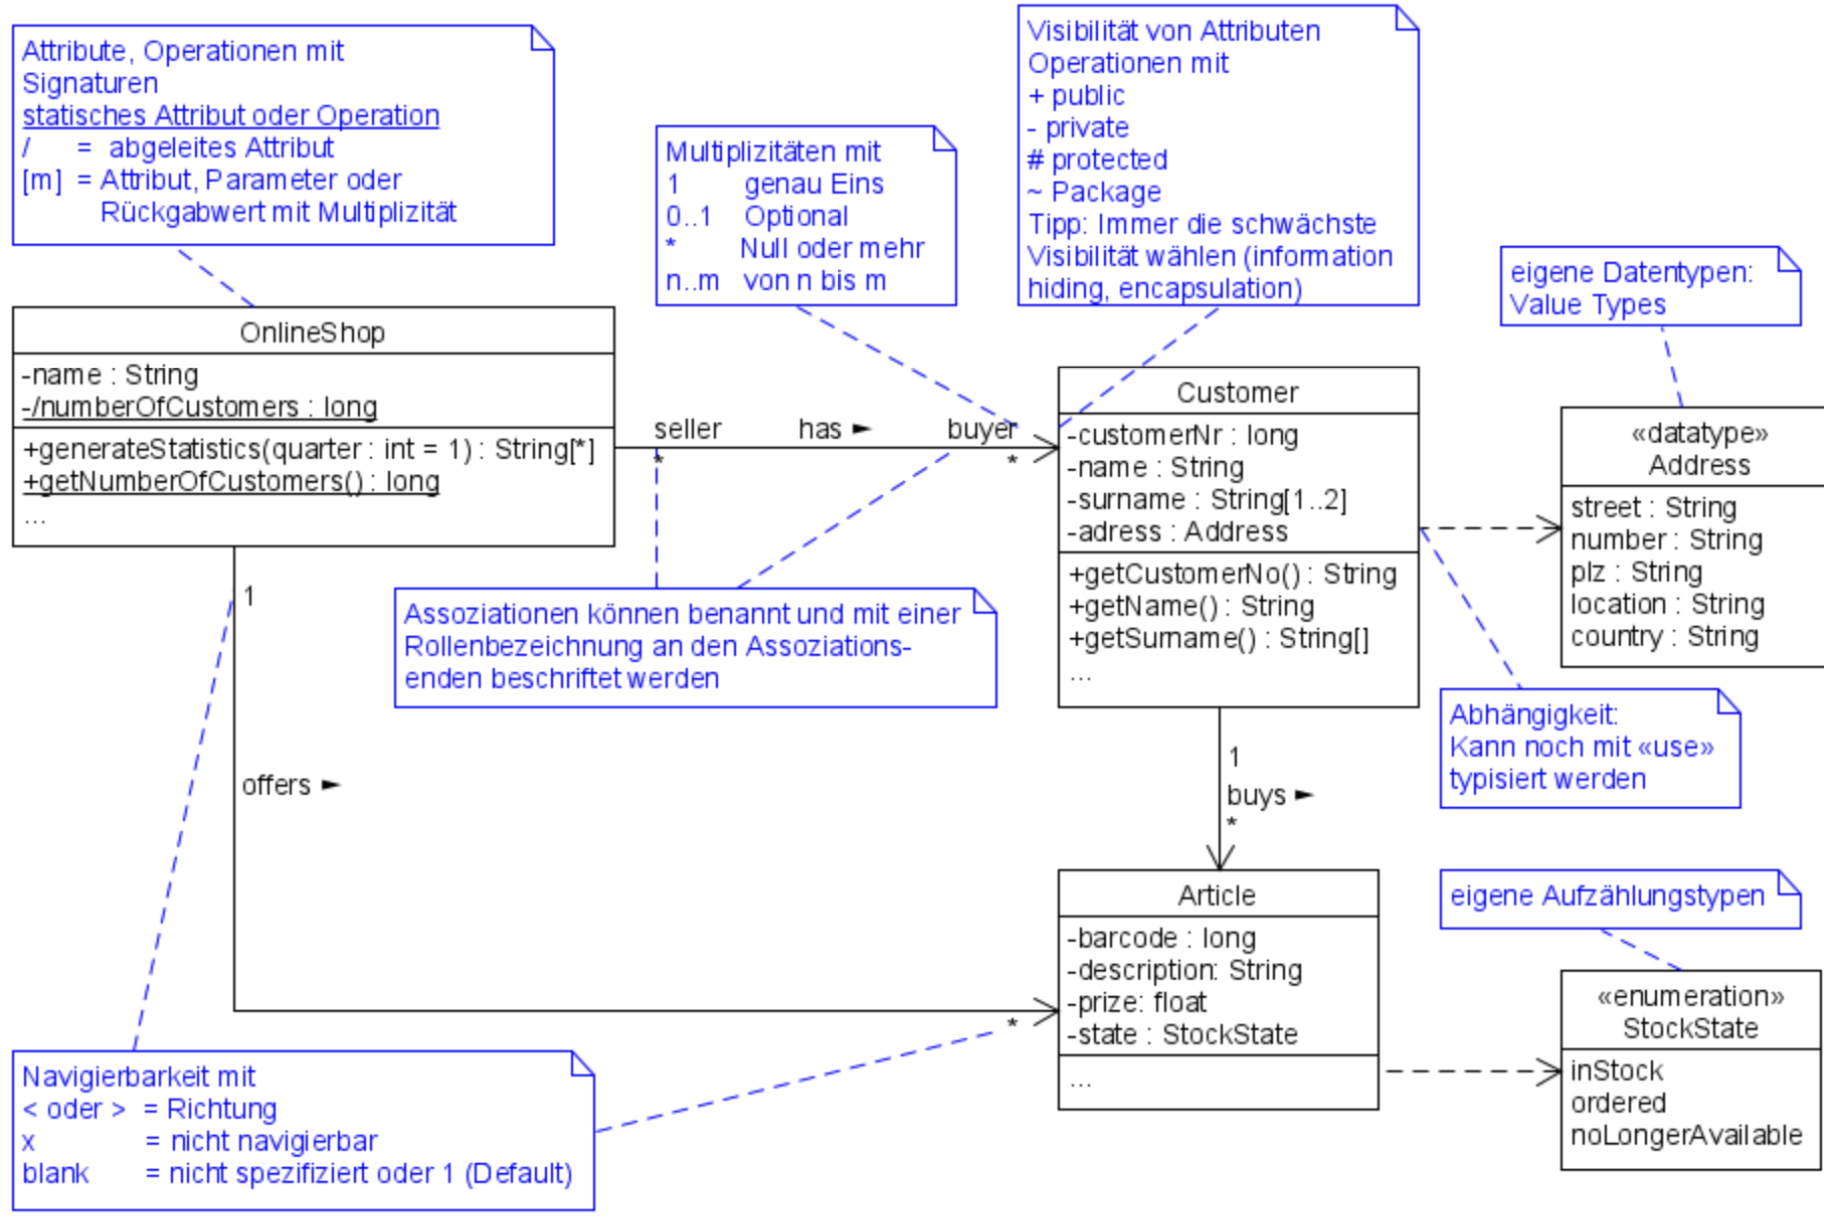 Attribute, Operationen mit
Signaturen
statisches Attribut oder Operation
/ = abgeleites Attribut
[m] = Attribut, Parameter oder
Rückgabwert mit Multiplizität
Multiplizitäten mit
1 genau Eins
0..1 Optional
* Null oder mehr
n..m von n bis m
Visibilität von Attributen
Operationen mit
+ public
- private
# protected
~ Package
Tipp: Immer die schwächste
Visibilität wählen (information
hiding, encapsulation)
eigene Datentypen:
Value Types
OnlineShop
-name : String
-/numberOfCustomers : long
+generateStatistics(quarter : int = 1) : String[*]
+getNumberOfCustomers() : long
...
seller has ► buyer
* *
Customer
-customerNr : long
-name : String
-surname : String[1..2]
-adress : Address
+getCustomerNo() : String
+getName() : String
+getSurname() : String[]
...
«datatype»
Address
street : String
number : String
plz : String
location : String
country : String
1
Assoziationen können benannt und mit einer
Rollenbezeichnung an den Assoziations-
enden beschriftet werden
Abhängigkeit:
Kann noch mit «use»
typisiert werden
offers ►
1
buys ►
*
Article
-barcode : long
-description: String
-prize: float
-state : StockState
...
*
eigene Aufzählungstypen
«enumeration»
StockState
inStock
ordered
noLongerAvailable
Navigierbarkeit mit
< oder > = Richtung
x = nicht navigierbar
blank = nicht spezifiziert oder 1 (Default)